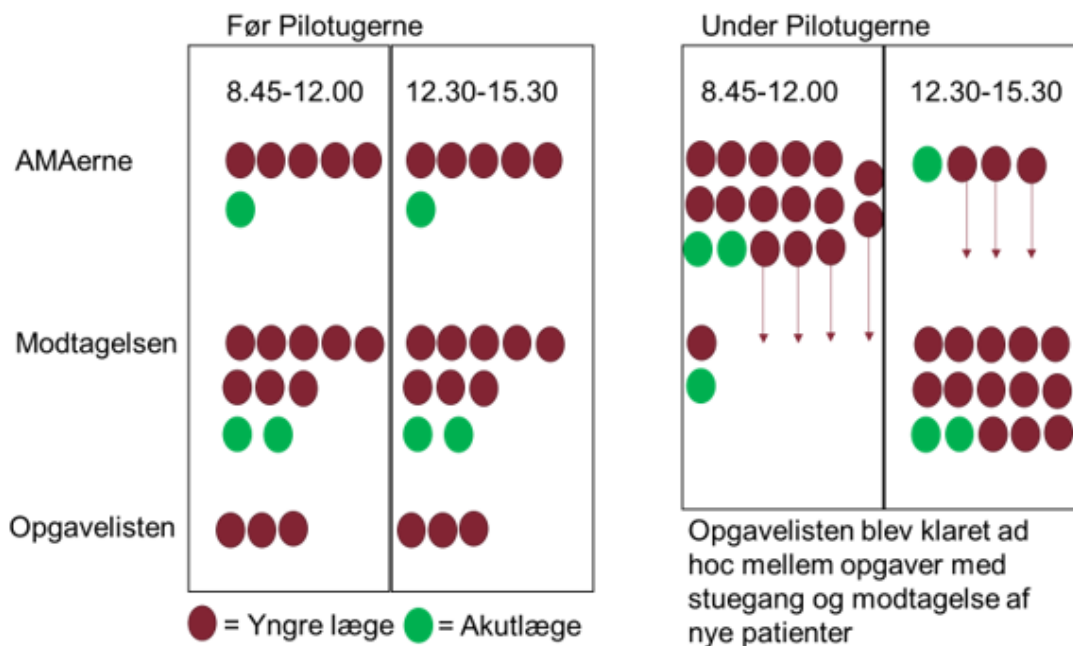 Før Pilotugerne
8.45-12.00
12.30-15.30
AMAerne
Modtagelsen
Opgavelisten
= Yngre læge
= Akutlæge
Under Pilotugerne
8.45-12.00
12.30-15.30
Opgavelisten blev klaret ad
hoc mellem opgaver med
stuegang og modtagelse af
nye patienter